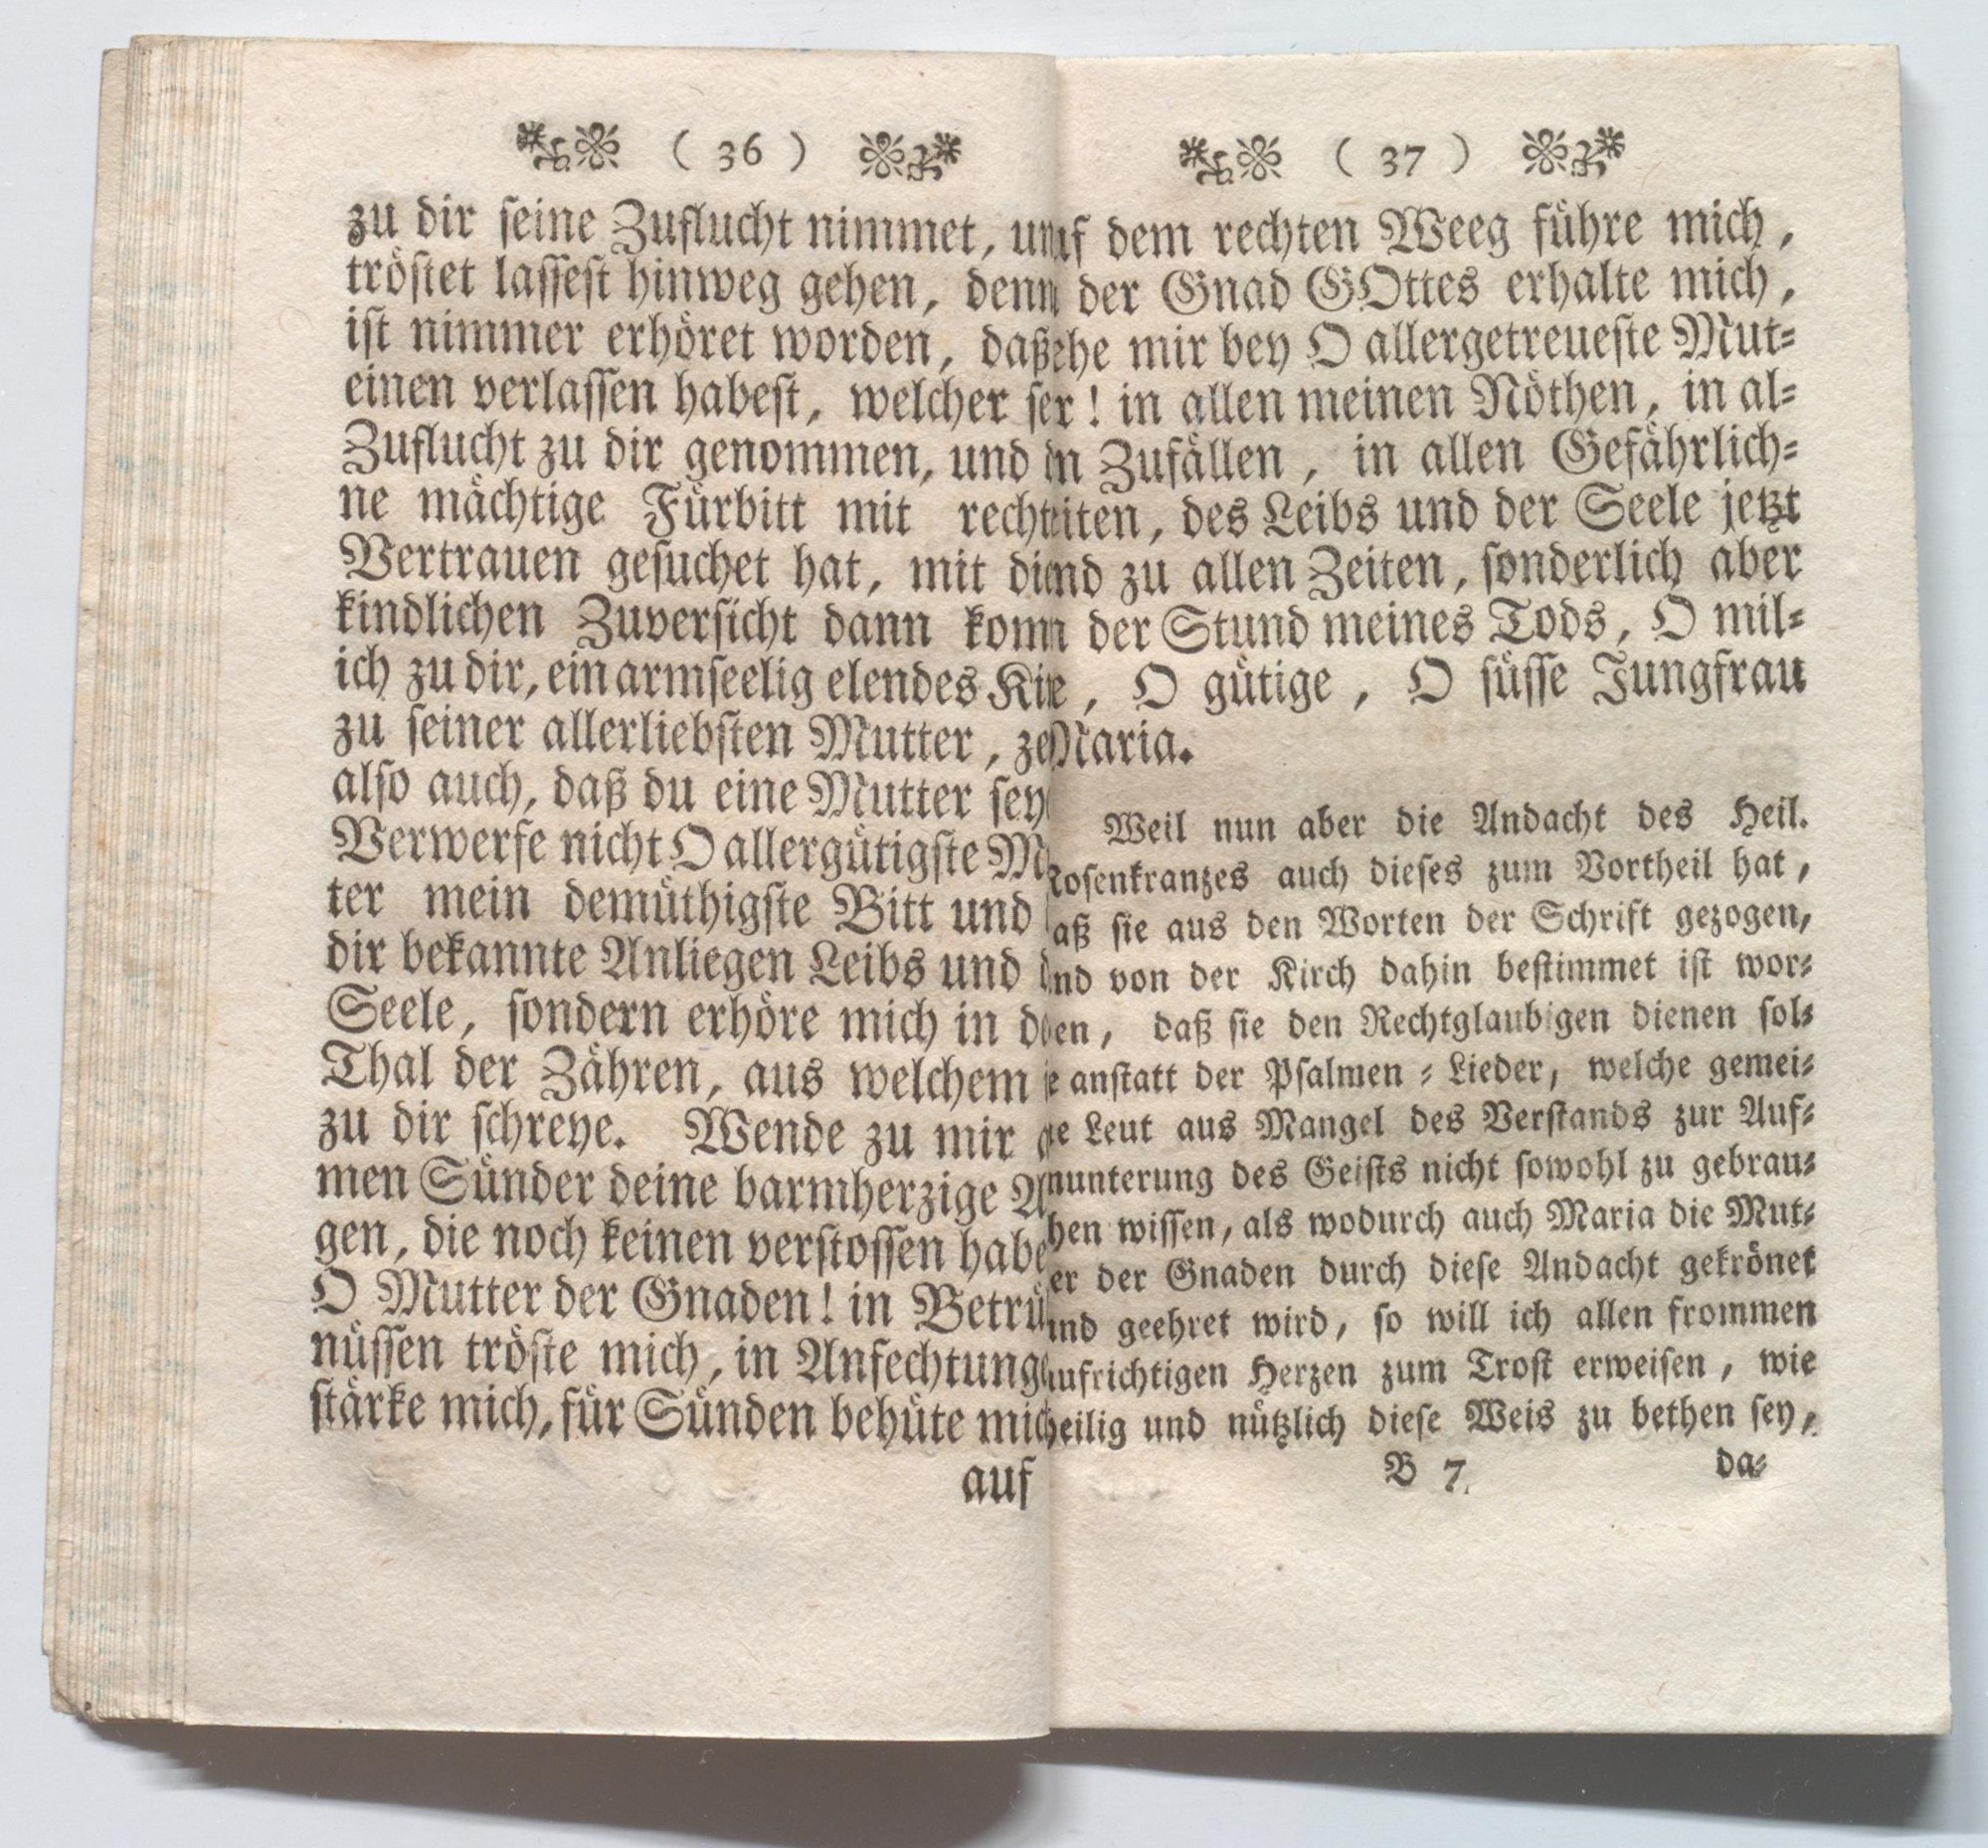 ( 36 )
zu dir seine Zuflucht nimmet, un
tröstet lassest hinweg gehen, denn
ist nimmer erhöret worden, daß
einen verlassen habest, welcher se
Zuflucht zu dir genommen, und d
ne mächtige Fürbitt mit recht
Vertrauen gesuchet hat, mit die
kindlichen Zuversicht dann kom
ich zu dir, ein armseelig elendes Kin
zu seiner allerliebsten Mutter, ze
also auch, daß du eine Mutter sey
Verwerfe nicht O allergütigste M
ter mein demüthigste Bitt und
dir bekannte Anliegen Leibs und d
Seele, sondern erhöre mich in d
Thal der Zähren, aus welchem
zu dir schreye. Wende zu mir a
men Sünder deine barmherzige A
gen, die noch keinen verstossen habe
O Mutter der Gnaden! in Betrü
nüssen tröste mich, in Anfechtung
stärke mich, für Sünden behüte mic
auf
( 37 )
uf dem rechten Weeg führe mich,
der Gnad GOttes erhalte mich,
ehe mir bey O allergetreueste Mut=
er! in allen meinen Nöthen, in al=
n Zufällen, in allen Gefährlich=
iten, des Leibs und der Seele jetzt
nd zu allen Zeiten, sonderlich aber
n der Stund meines Tods, O mil=
e, O gütige, O süsse Jungfrau
Maria.
Weil nun aber die Andacht des Heil.
Rosenkranzes auch dieses zum Vortheil hat,
aß sie aus den Worten der Schrift gezogen,
nd von der Kirch dahin bestimmet ist wor=
en, daß sie den Rechtglaubigen dienen sol=
e anstatt der Psalmen=Lieder, welche gemei=
e Leut aus Mangel des Verstands zur Auf=
munterung des Geists nicht sowohl zu gebrau=
hen wissen, als wodurch auch Maria die Mut=
er der Gnaden durch diese Andacht gekrönet
und geehret wird, so will ich allen frommen
ufrichtigen Herzen zum Trost erweisen, wie
heilig und nützlich diese Weis zu bethen sey,
B 7. da=